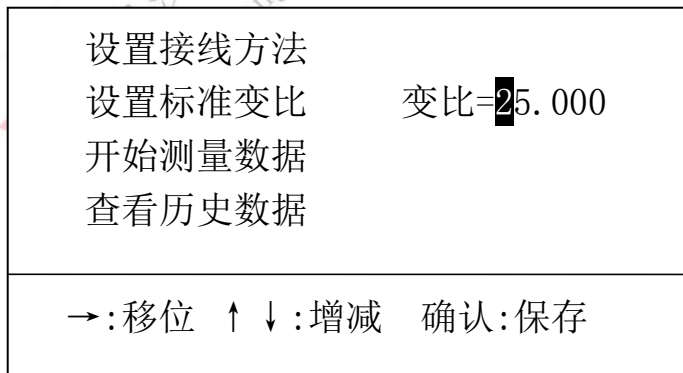 设置接线方法
设置标准变比 变比=25.000
开始测量数据
查看历史数据
→:移位 ↑↓:增减 确认:保存